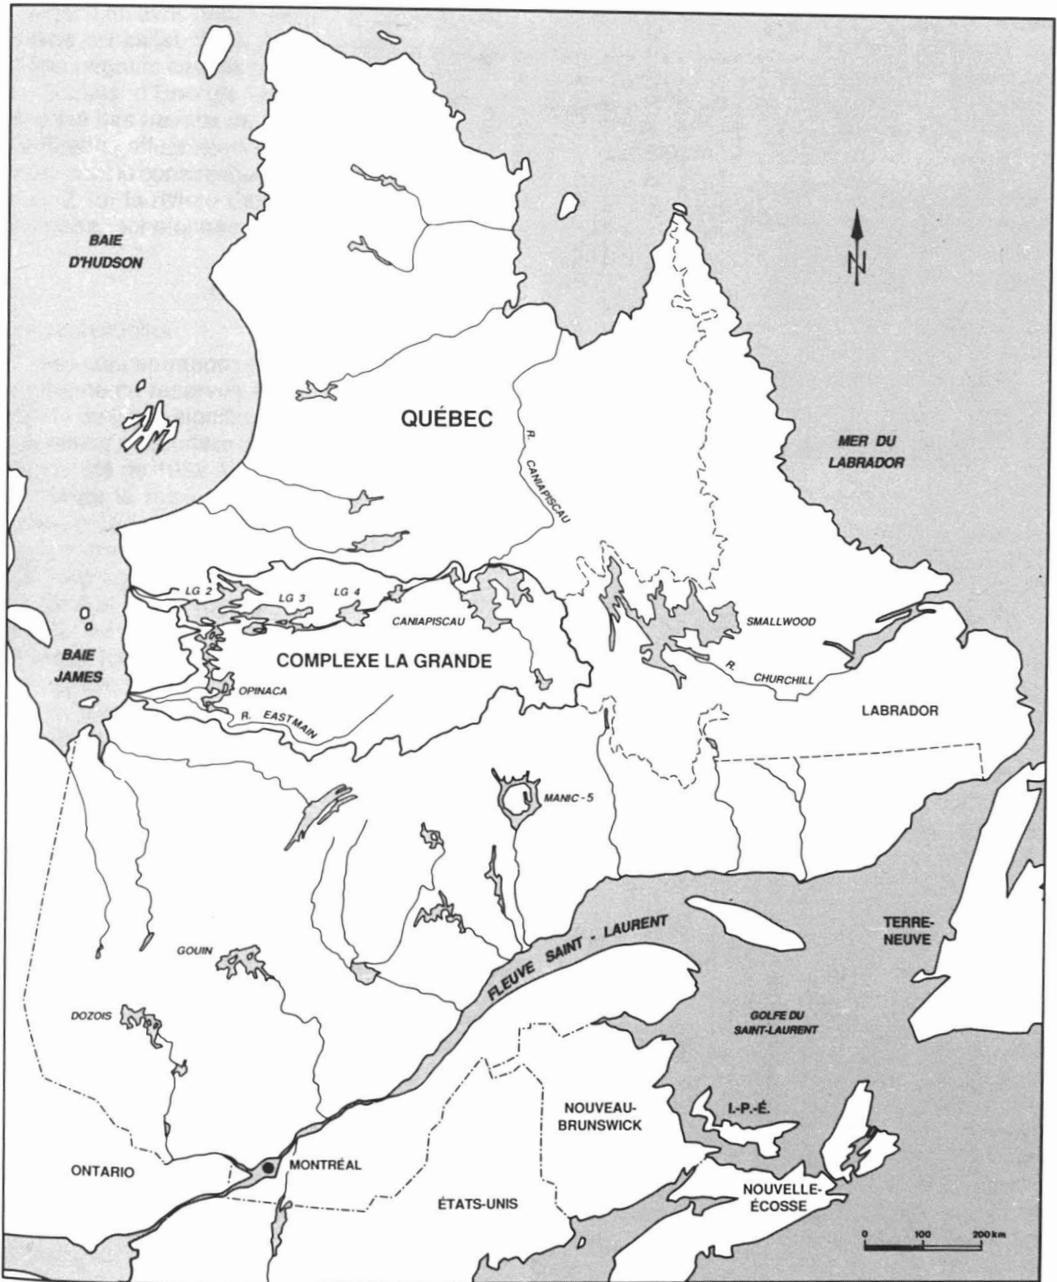 BAIE
D'HUDSON
N
QUÉBEC
R. CANIAPISCAU
MER DU
LABRADOR
LG 2
LG 3
LG 4
CANIAPISCAU
SMALLWOOD
BAIE
JAMES
COMPLEXE LA GRANDE
R. CHURCHILL
OPINACA
R. EASTMAIN
LABRADOR
MANIC-5
GOUIN
FLEUVE SAINT - LAURENT
TERRE-
NEUVE
DOZOIS
GOLFE DU
SAINT-LAURENT
NOUVEAU-
BRUNSWICK
I.-P.-É.
ONTARIO
MONTRÉAL
ÉTATS-UNIS
NOUVELLE-
ÉCOSSE
0 100 200 km